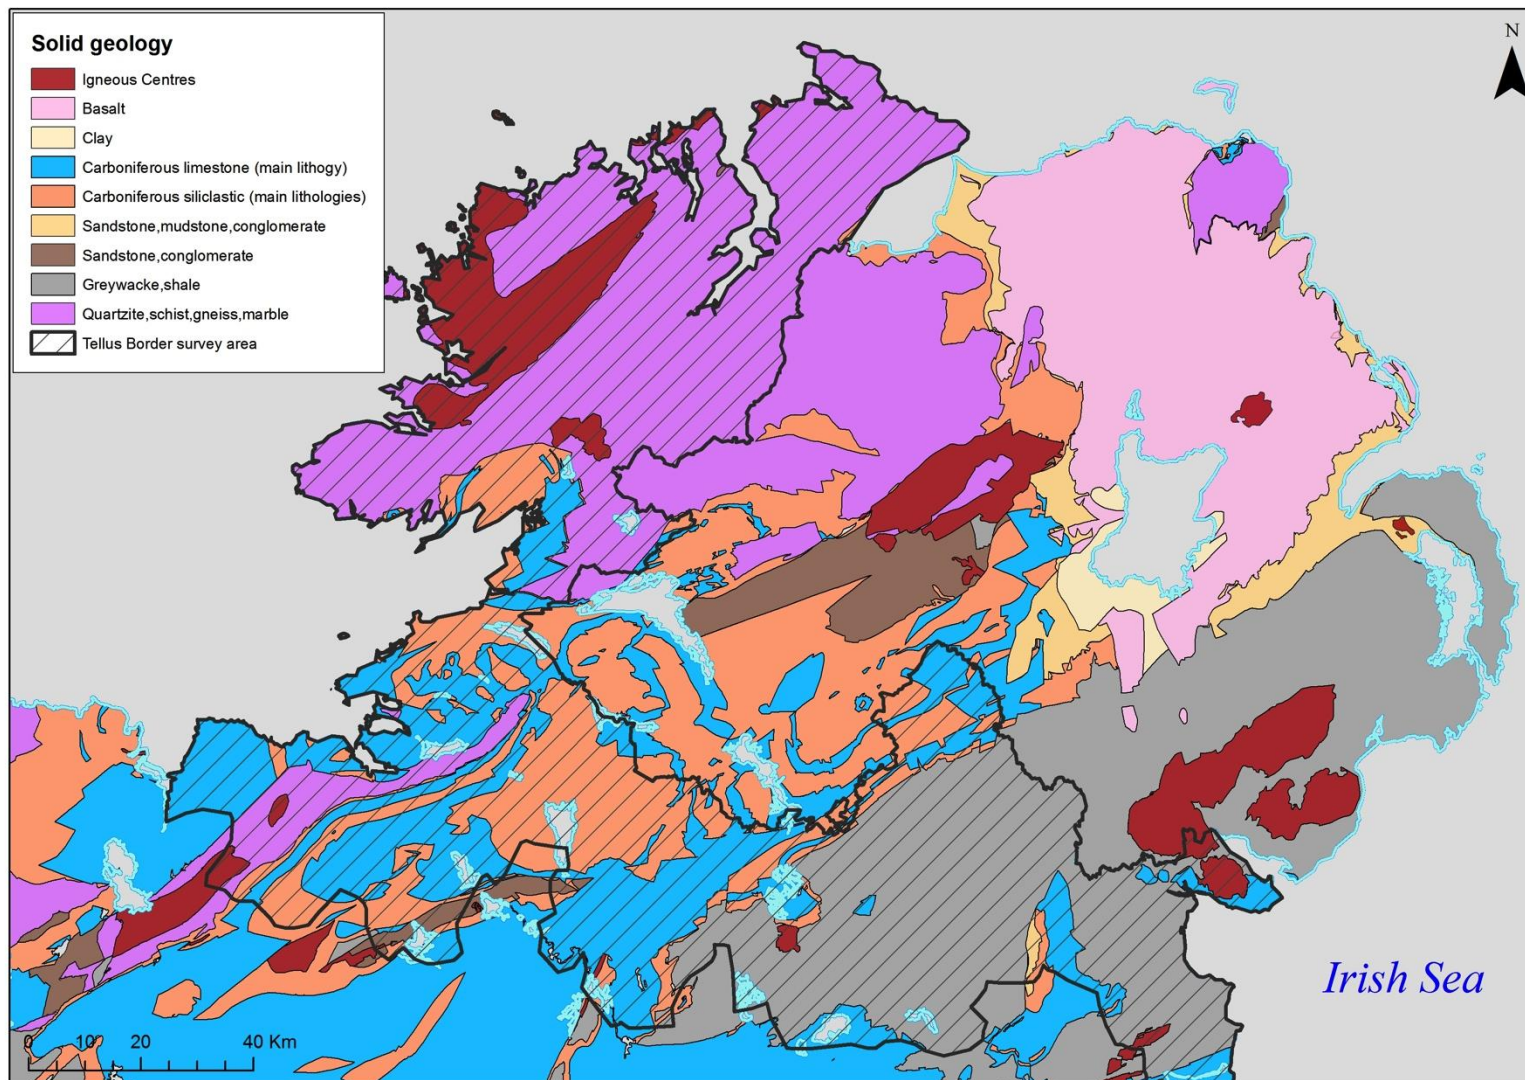 Solid geology
Igneous Centres
Basalt
Clay
Carboniferous limestone (main lithogy)
Carboniferous siliclastic (main lithologies)
Sandstone,mudstone,conglomerate
Sandstone,conglomerate
Greywacke,shale
Quartzite,schist,gneiss,marble
Tellus Border survey area
N
Irish Sea
0 10 20 40 Km